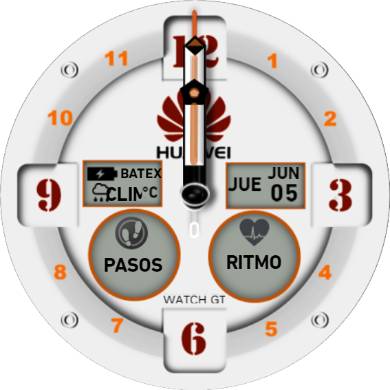 12
11 1
10 2
HUAWEI
BATEX JUN
CLIM°C JUE 05
9 3
0
PASOS RITMO
8 4
WATCH GT
7 5
6